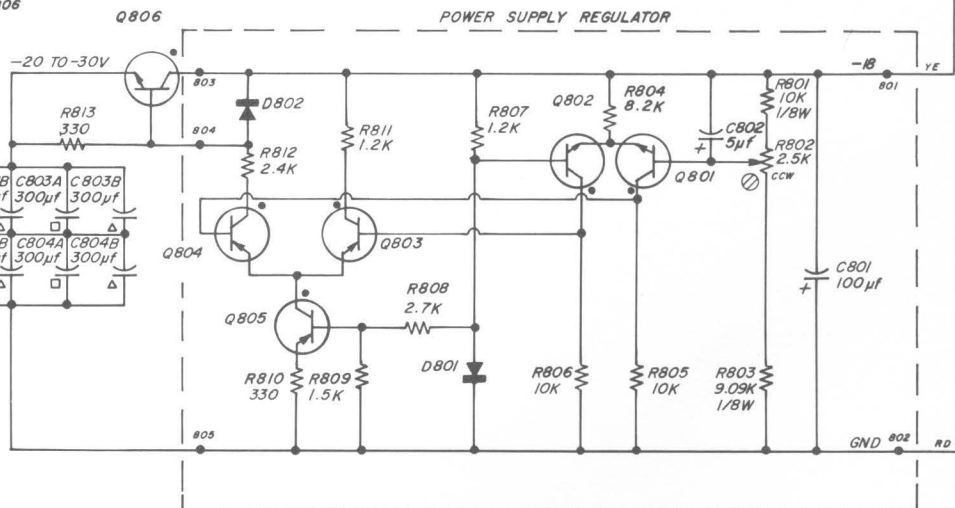 806
Q806
POWER SUPPLY REGULATOR
-20 TO -30V
803
-18
801
YE
R813
330
804
D802
R811
1.2K
R807
1.2K
Q802
R804
8.2K
C802
5µf
+
R801
10K
1/8W
R802
2.5K
CCW
R812
2.4K
Q801
B
C803A
C803B
µf
300µf
300µf
Q804
Q803
B
C804A
C804B
µf
300µf
300µf
C801
100µf
+
Q805
R808
2.7K
D801
R810
330
R809
1.5K
R806
10K
R805
10K
R803
9.09K
1/8W
805
GND
802
RD